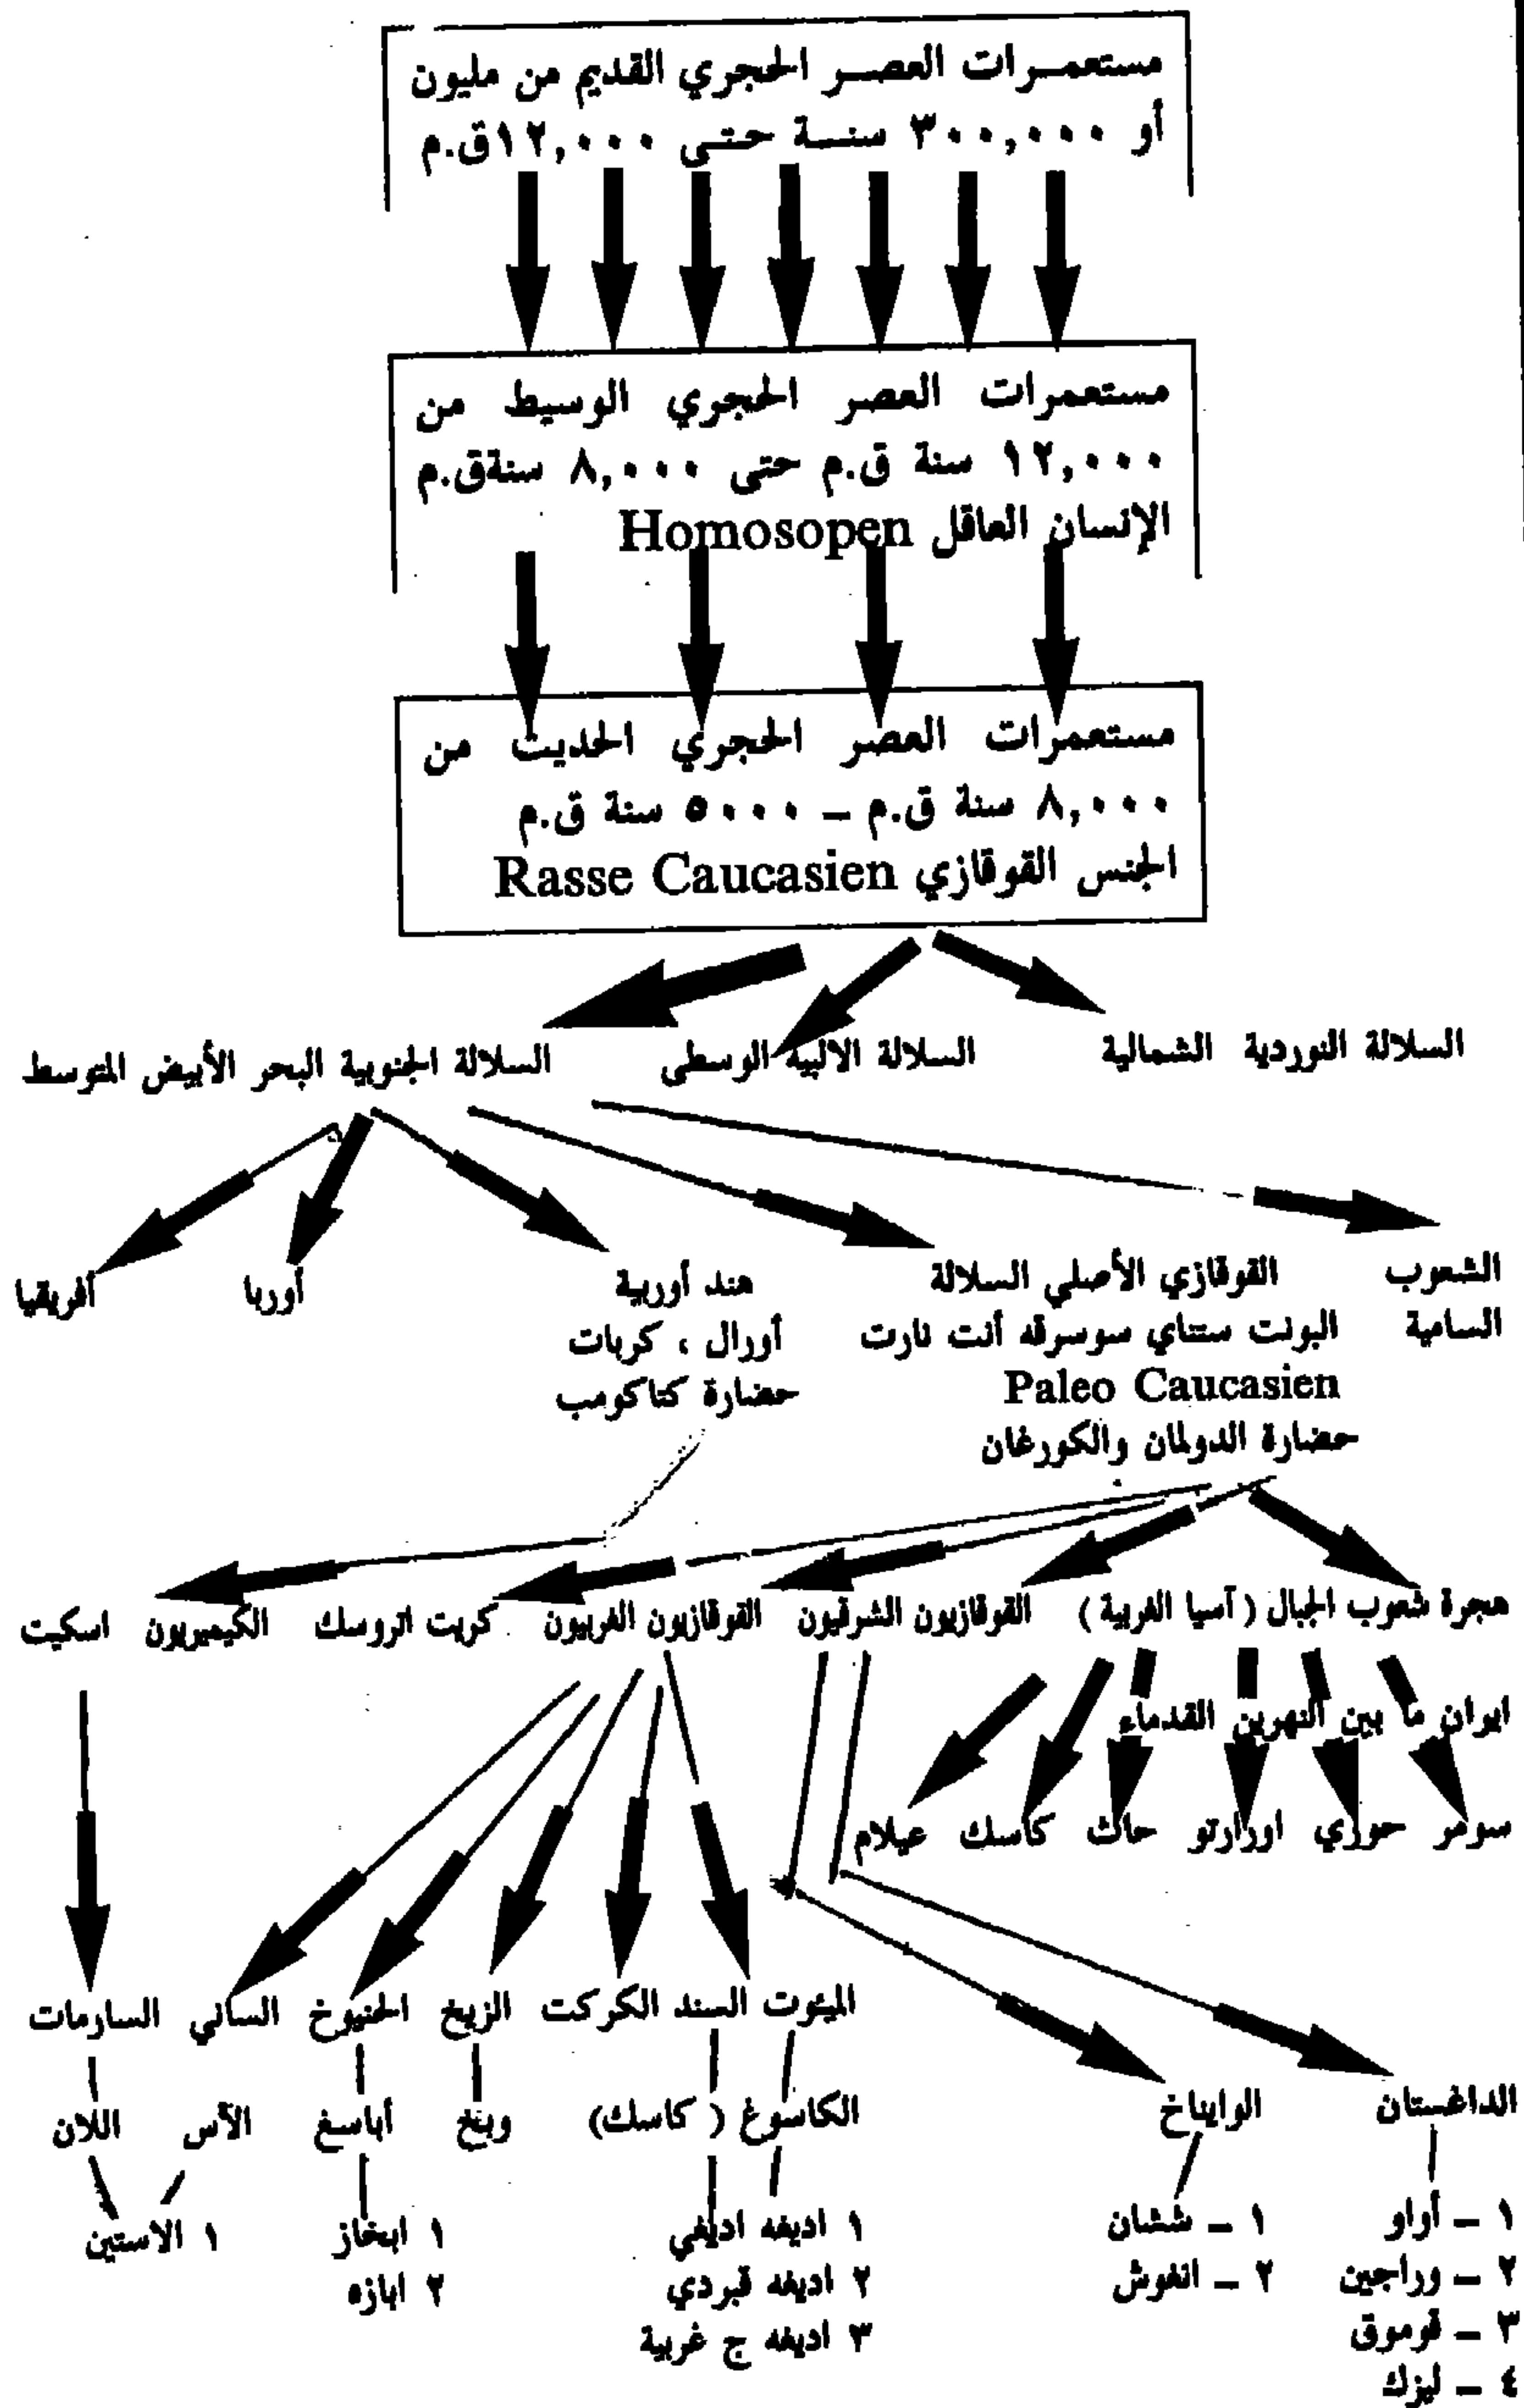 مستعمرات العصر الحجري القديم من مليون
أو ٣٠٠,٠٠٠ سنة حتى ١٢,٠٠٠ق.م
مستعمرات العصر الحجري الوسيط من
١٢,٠٠٠ سنة ق.م حتى ٨,٠٠٠ سنةق.م
الإنسان العاقل Homosopen
مستعمرات العصر الحجري الحديث من
٨,٠٠٠ سنة ق.م – ٥٠٠٠ سنة ق.م
الجنس القوقازي Rasse Caucasien
السلالة النوردية الشمالية السلالة الالبيه الوسطى السلالة الجنوبية البحر الأبيض المتوسط
الشعوب القوقازي الأصلي السلالة هند أوربية أوربا أفريقيا
السامية البونت ستناي سوسرقه أنت نارت أورال ، كربات
Paleo Caucasien حضارة كتاكومب
حضارة الدولمان والكورغان
هجرة شعوب الجبال ( آسيا الغربية ) القوقازيون الشرقيون القوقازيون الغربيون كريت اتروسك الكيميريون اسكيت
ايران ما بين النهرين القدماء
سومر حوري اورارتو حاث كاسك عيلام
الميئوت السند الكركت الزيخ الحنيوخ الساني السارمات
الداغستان الوايناخ الكاسوغ ( كاسك) وبخ أباسغ الآس اللان
١ – أواو ١ – ششان ١ اديغه اديغي ١ ابخاز ١ الاستين
٢ – وراجين ٢ – انغوش ٢ اديغه قبردي ٢ ابازه
٣ – قوموق ٣ اديغه ج غربية
٤ – ليزك